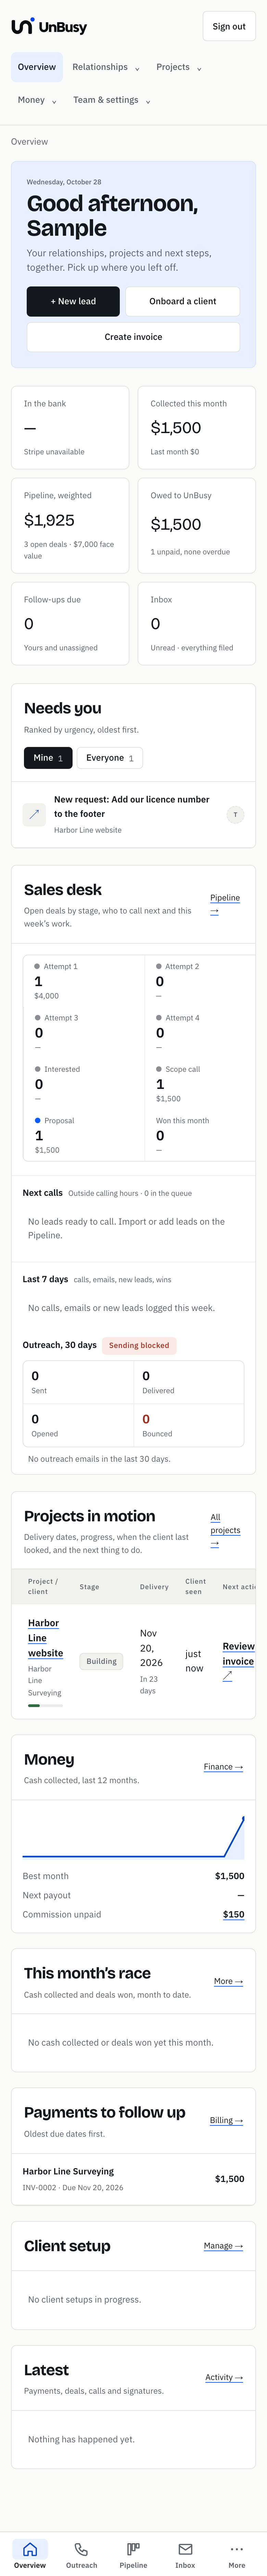 UnBusy
Sign out
Overview
Relationships
Projects
Money
Team & settings
Overview
Wednesday, October 28
Good afternoon,
Sample
Your relationships, projects and next steps,
together. Pick up where you left off.
+ New lead
Onboard a client
Create invoice
In the bank
—
Stripe unavailable
Collected this month
$1,500
Last month $0
Pipeline, weighted
$1,925
3 open deals · $7,000 face
value
Owed to UnBusy
$1,500
1 unpaid, none overdue
Follow-ups due
0
Yours and unassigned
Inbox
0
Unread · everything filed
Needs you
Ranked by urgency, oldest first.
Mine 1
Everyone 1
New request: Add our licence number
to the footer
Harbor Line website
T
Sales desk
Open deals by stage, who to call next and this
week's work.
Pipeline
→
Attempt 1
1
$4,000
Attempt 2
0
—
Attempt 3
0
—
Attempt 4
0
—
Interested
0
—
Scope call
1
$1,500
Proposal
1
$1,500
Won this month
0
—
Next calls Outside calling hours · 0 in the queue
No leads ready to call. Import or add leads on the
Pipeline.
Last 7 days calls, emails, new leads, wins
No calls, emails or new leads logged this week.
Outreach, 30 days Sending blocked
0
Sent
0
Delivered
0
Opened
0
Bounced
No outreach emails in the last 30 days.
Projects in motion
Delivery dates, progress, when the client last
looked, and the next thing to do.
All
projects
→
Project /
client
Stage
Delivery
Client
seen
Next actio
Harbor
Line
website
Harbor
Line
Surveying
Building
Nov
20,
2026
In 23
days
just
now
Review
invoice
↗
Money
Cash collected, last 12 months.
Finance →
Best month $1,500
Next payout —
Commission unpaid $150
This month's race
Cash collected and deals won, month to date.
More →
No cash collected or deals won yet this month.
Payments to follow up
Oldest due dates first.
Billing →
Harbor Line Surveying
INV-0002 · Due Nov 20, 2026
$1,500
Client setup
Manage →
No client setups in progress.
Latest
Payments, deals, calls and signatures.
Activity →
Nothing has happened yet.
Overview
Outreach
Pipeline
Inbox
More